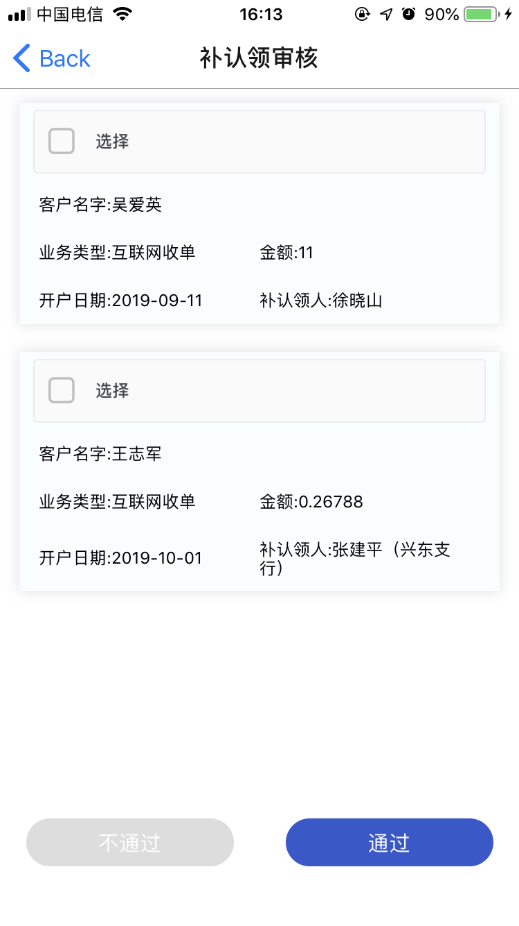 中国电信 16:13 90%
Back 补认领审核
选择
客户名字:吴爱英
业务类型:互联网收单 金额:11
开户日期:2019-09-11 补认领人:徐晓山
选择
客户名字:王志军
业务类型:互联网收单 金额:0.26788
开户日期:2019-10-01 补认领人:张建平（兴东支
行）
不通过 通过